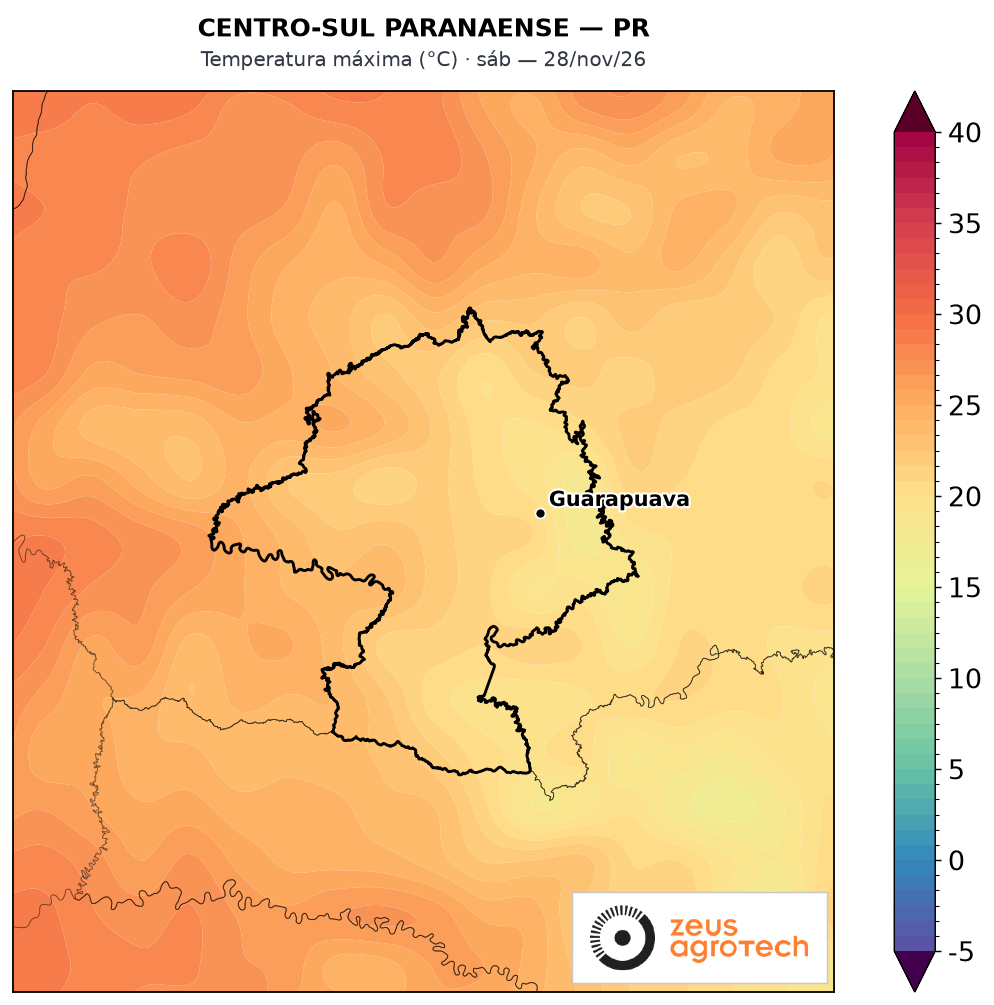 CENTRO-SUL PARANAENSE — PR
Temperatura máxima (°C) · sáb — 28/nov/26
40
35
30
25
20
15
10
5
0
-5
Guarapuava
zeus
agrotech